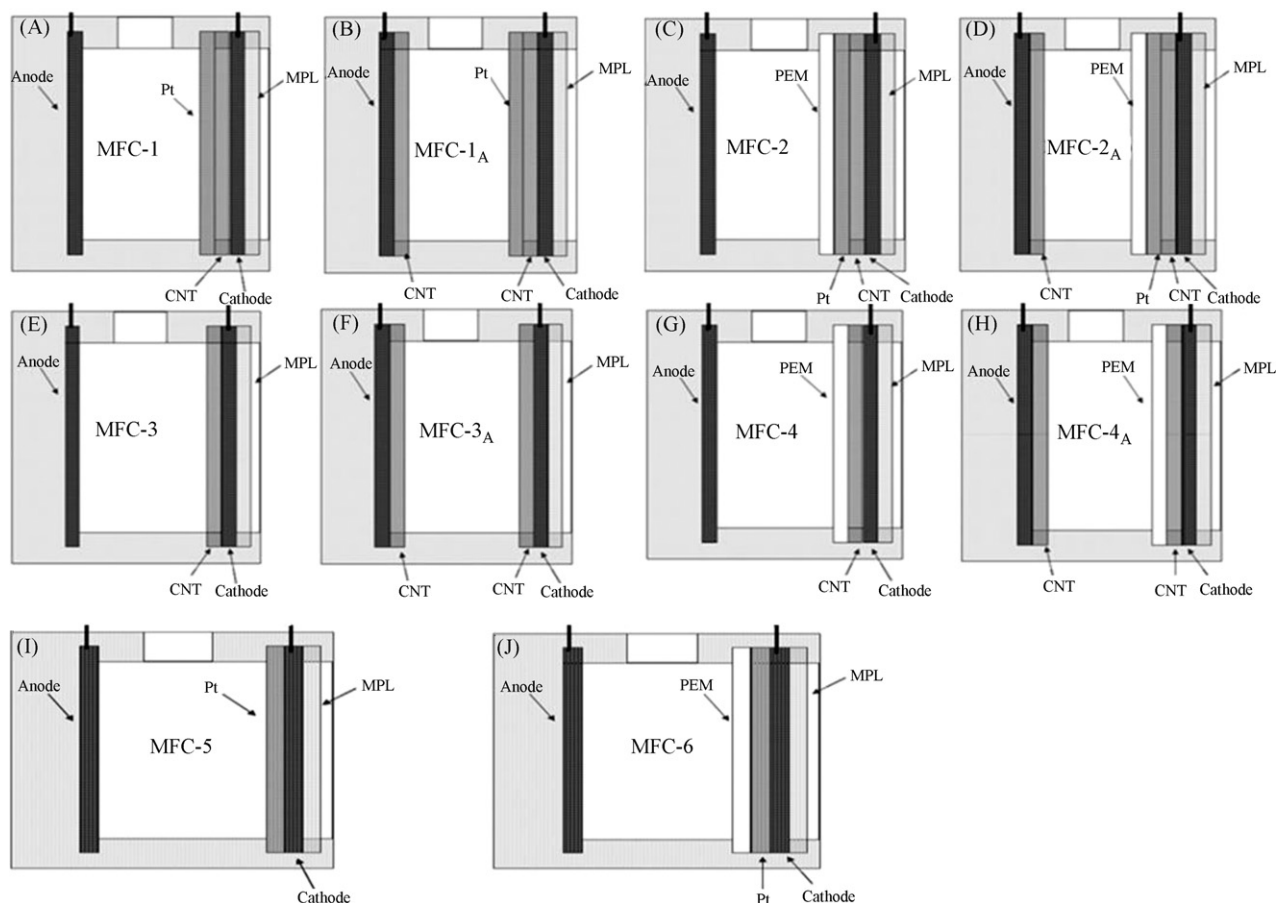 (A)
Anode
Pt
MPL
MFC-1
CNT
Cathode
(B)
Anode
Pt
MPL
MFC-1A
CNT
CNT
Cathode
(C)
Anode
PEM
MPL
MFC-2
Pt
CNT
Cathode
(D)
Anode
PEM
MPL
MFC-2A
CNT
Pt
CNT
Cathode
(E)
Anode
MPL
MFC-3
CNT
Cathode
(F)
Anode
MPL
MFC-3A
CNT
CNT
Cathode
(G)
Anode
PEM
MPL
MFC-4
CNT
Cathode
(H)
Anode
PEM
MPL
MFC-4A
CNT
CNT
Cathode
(I)
Anode
Pt
MPL
MFC-5
Cathode
(J)
Anode
PEM
MPL
MFC-6
Pt
Cathode